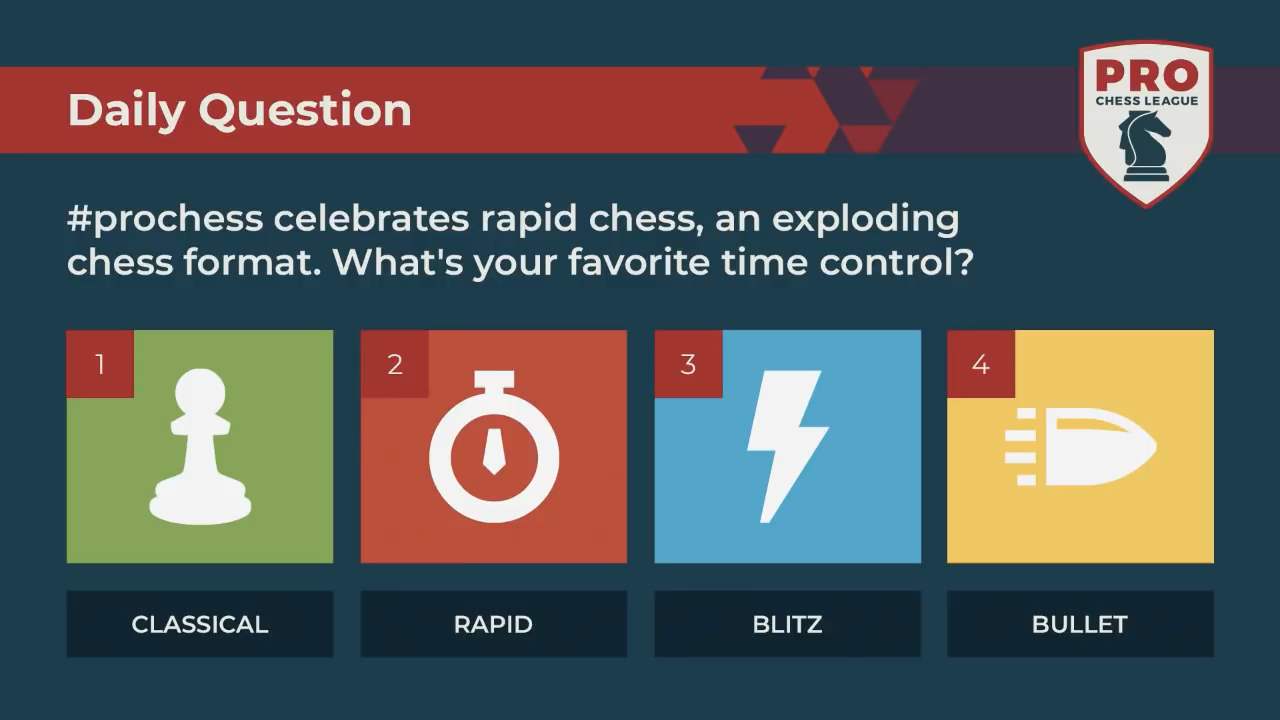 Daily Question
PRO
CHESS LEAGUE
#prochess celebrates rapid chess, an exploding
chess format. What's your favorite time control?
1
2
3
4
CLASSICAL
RAPID
BLITZ
BULLET